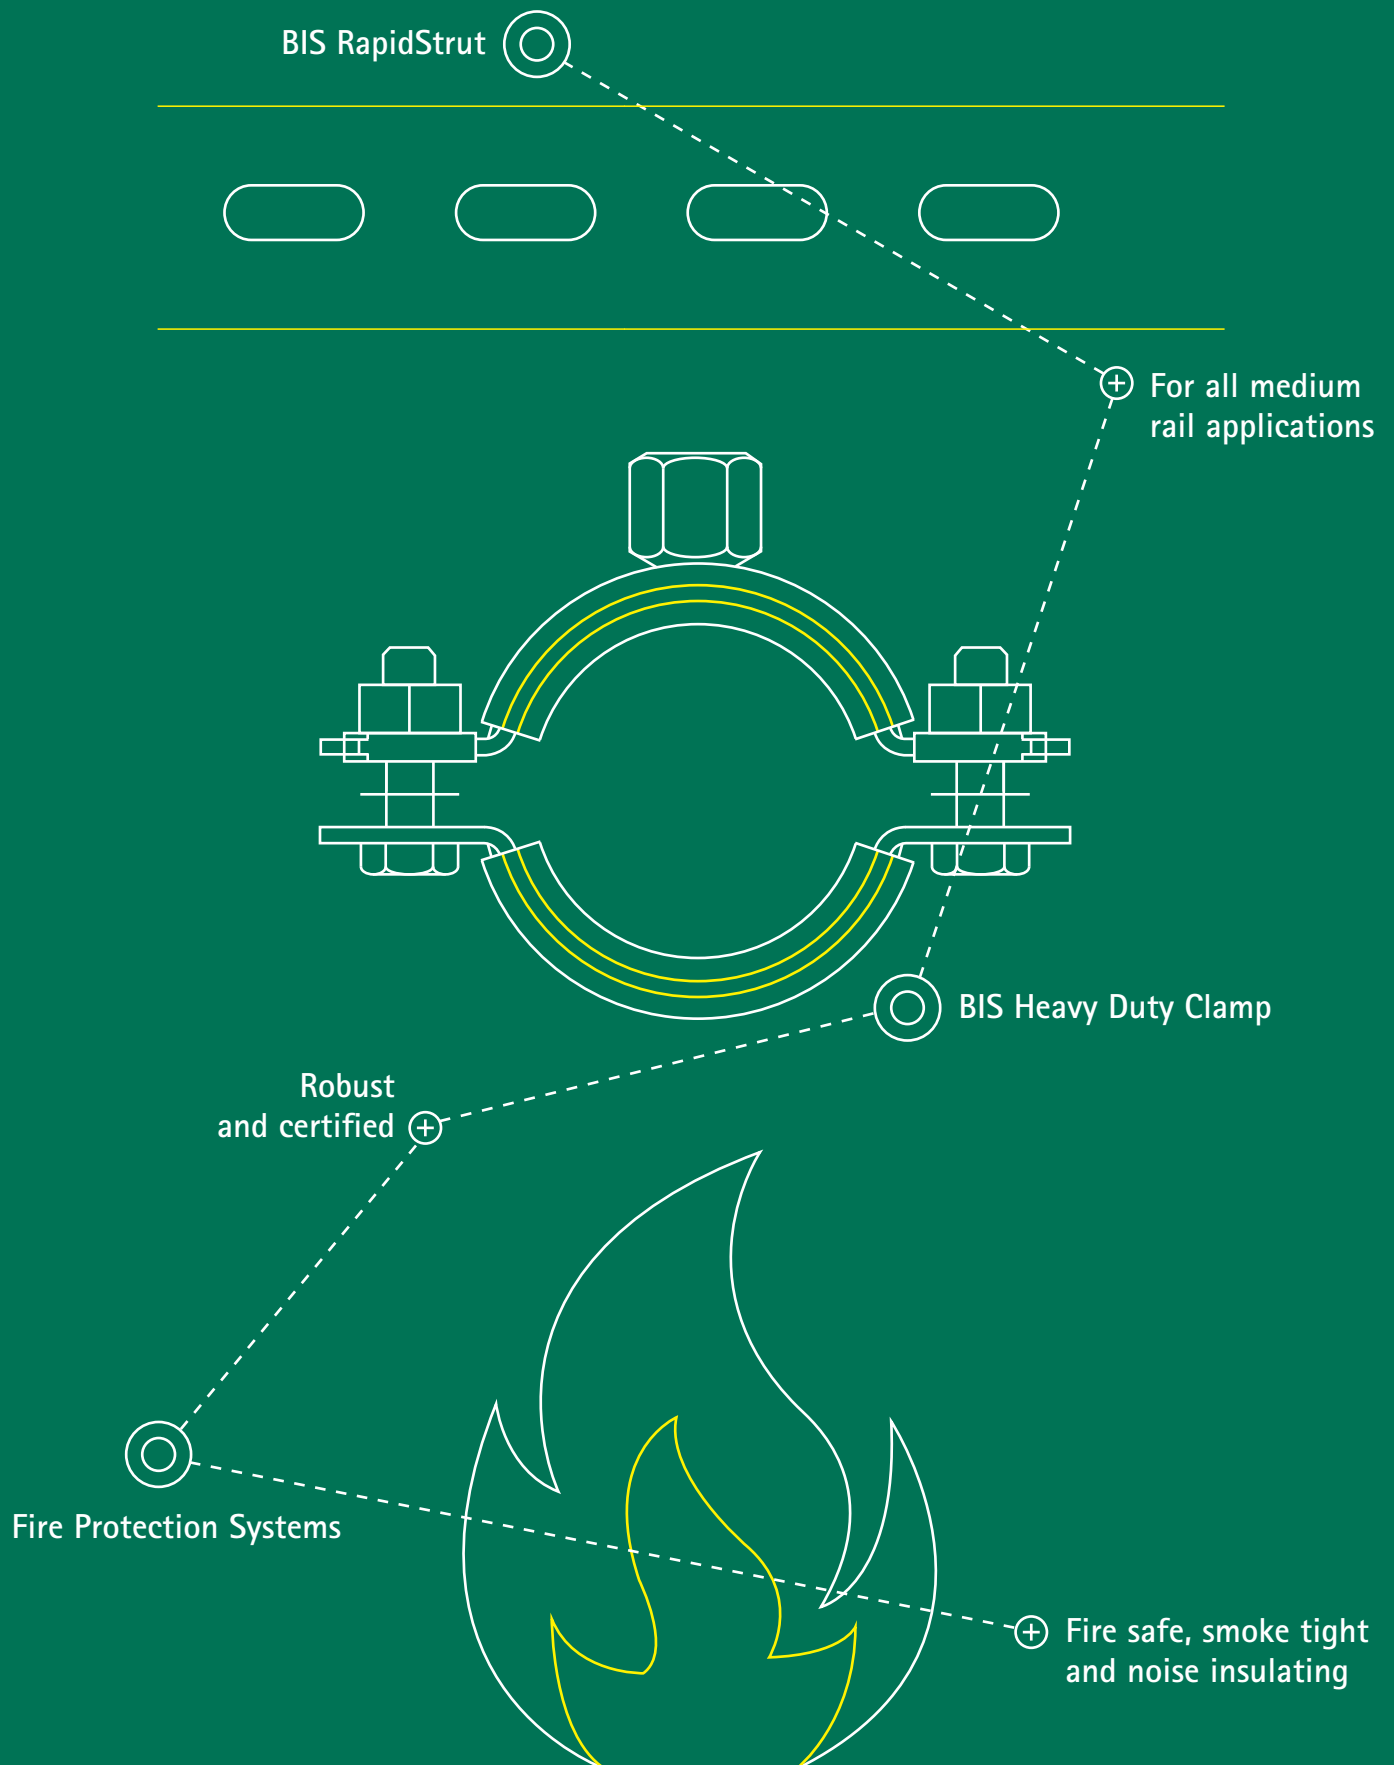 BIS RapidStrut
For all medium
rail applications
BIS Heavy Duty Clamp
Robust
and certified
Fire Protection Systems
Fire safe, smoke tight
and noise insulating